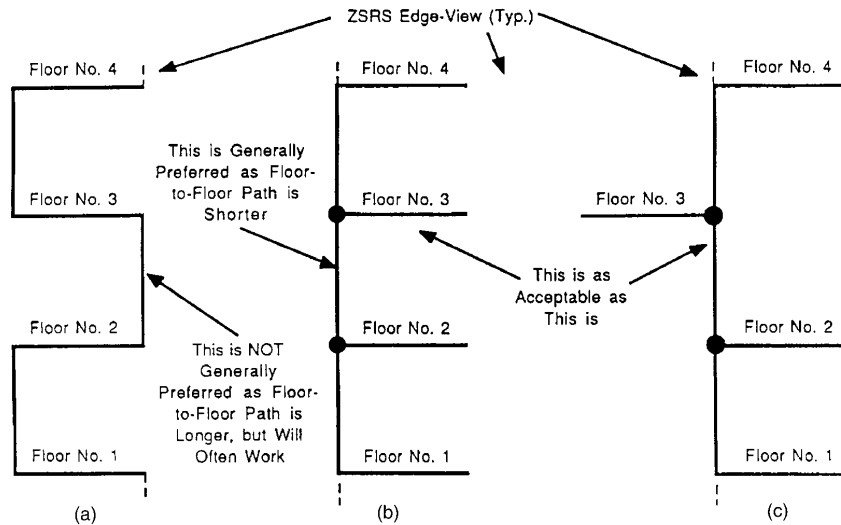 ZSRS Edge-View (Typ.)
Floor No. 4
Floor No. 4
Floor No. 4
This is Generally
Preferred as Floor-
to-Floor Path is
Shorter
Floor No. 3
Floor No. 3
Floor No. 3
This is as
Acceptable as
This is
Floor No. 2
Floor No. 2
Floor No. 2
This is NOT
Generally
Preferred as Floor-
to-Floor Path is
Longer, but Will
Often Work
Floor No. 1
Floor No. 1
Floor No. 1
(a)
(b)
(c)